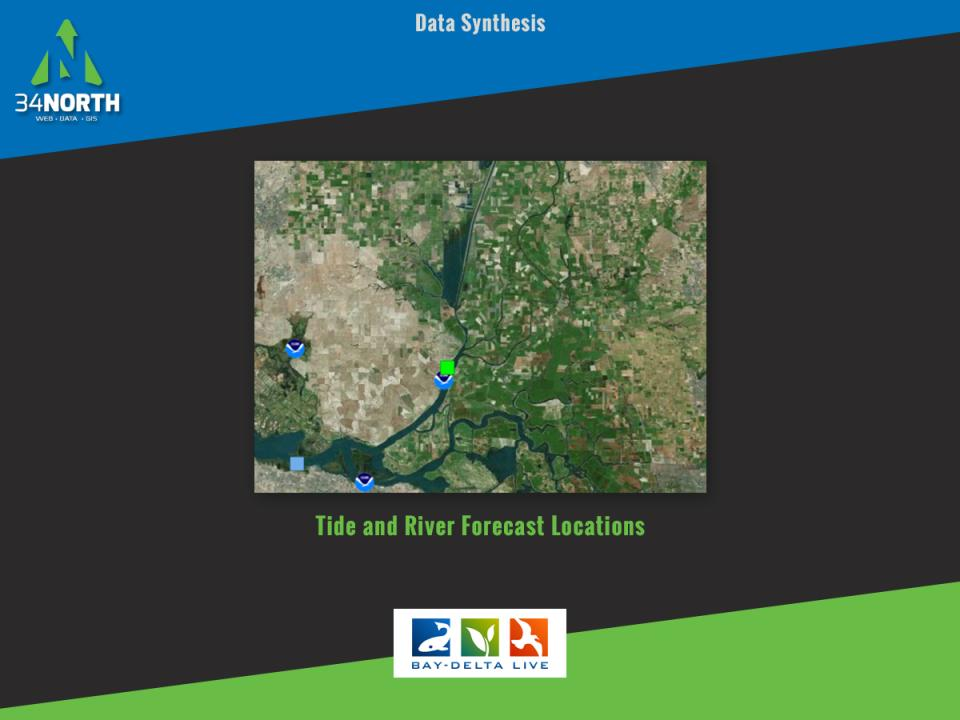 Data Synthesis
34NORTH
WEB • DATA • GIS
Tide and River Forecast Locations
BAY-DELTA LIVE